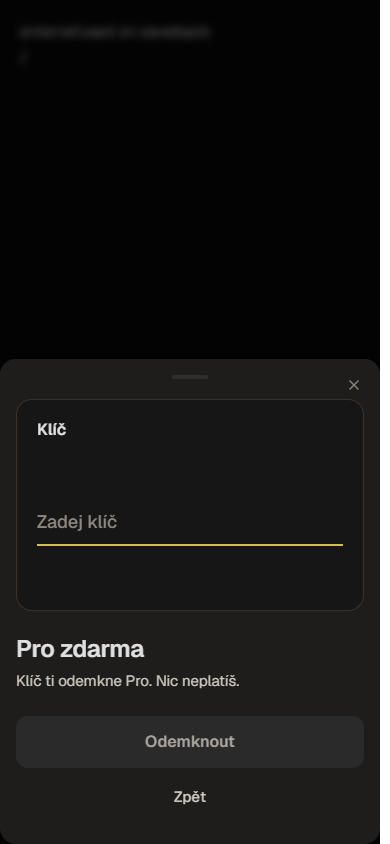 Klíč
Zadej klíč
Pro zdarma
Klíč ti odemkne Pro. Nic neplatíš.
Odemknout
Zpět